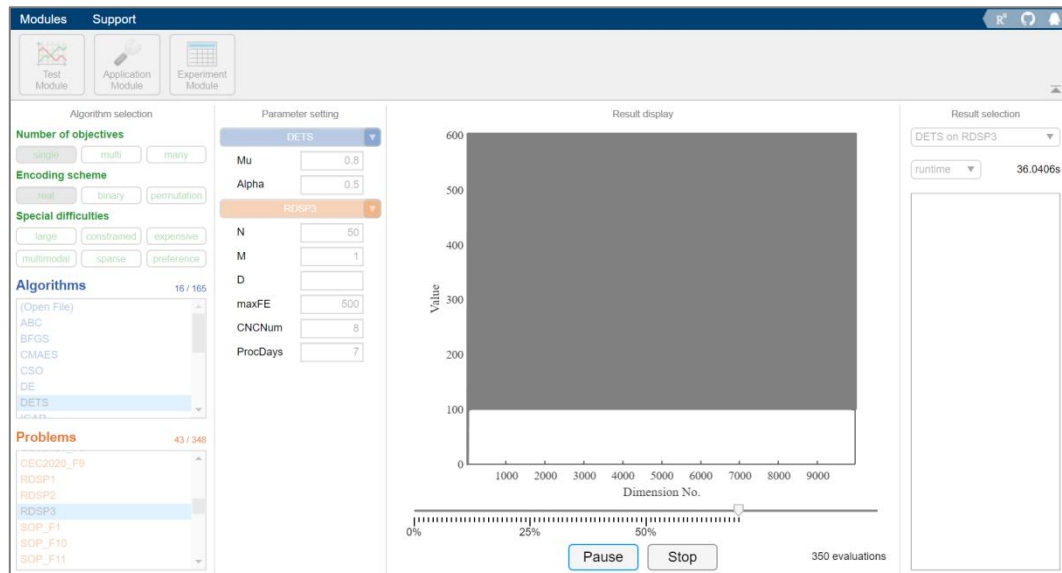 Modules Support
Test Module
Application Module
Experiment Module
Algorithm selection
Number of objectives
single multi many
Encoding scheme
real binary permutation
Special difficulties
large constrained expensive
multimodal sparse preference
Algorithms 16 / 165
(Open File)
ABC
BFGS
CMAES
CSO
DE
DETS
Problems 43 / 348
CEC2020_F9
RDSP1
RDSP2
RDSP3
SOP_F1
SOP_F10
SOP_F11
Parameter setting
DETS
Mu 0.8
Alpha 0.5
RDSP3
N 50
M 1
D
maxFE 500
CNCNum 8
ProcDays 7
Result display
600
500
400
300
200
100
0
Value
1000 2000 3000 4000 5000 6000 7000 8000 9000
Dimension No.
0% 25% 50%
Pause Stop 350 evaluations
Result selection
DETS on RDSP3
runtime 36.0406s